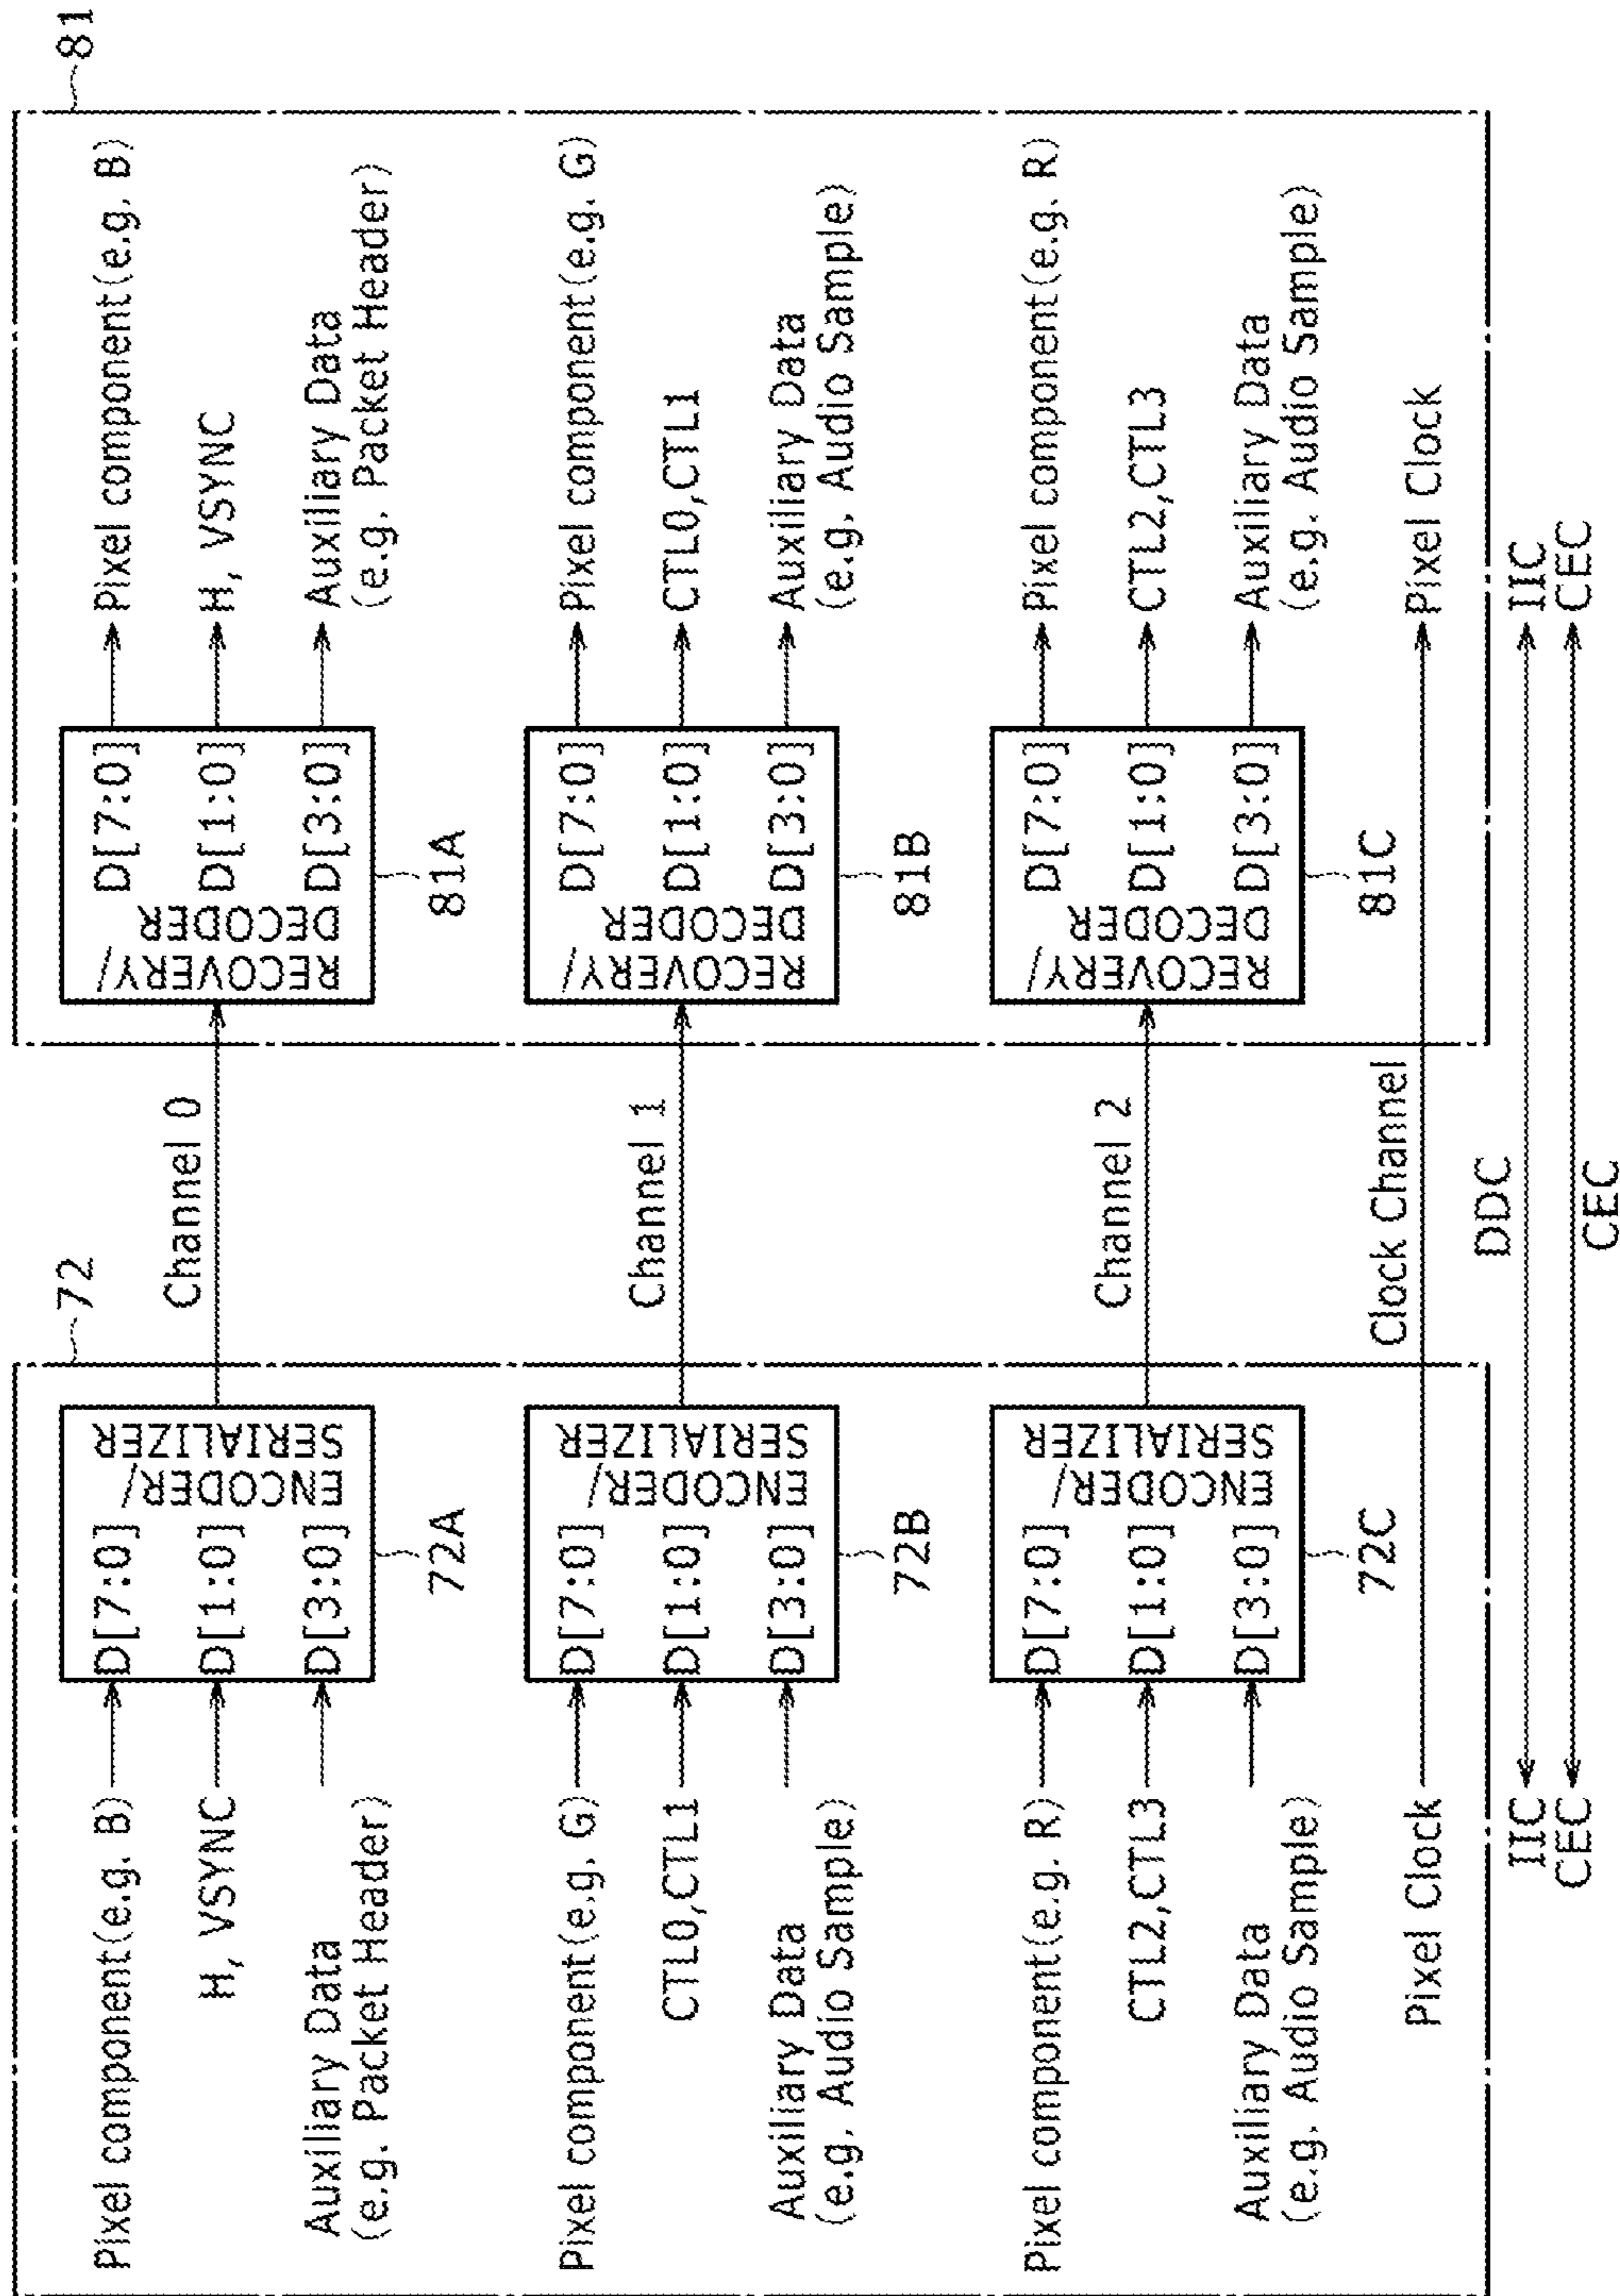 72
81
Pixel component(e.g. B)
H, VSYNC
Auxiliary Data
(e.g. Packet Header)
D[7:0]
D[1:0]
D[3:0]
ENCODER/
SERIALIZER
72A
Channel 0
RECOVERY/
DECODER
D[7:0]
D[1:0]
D[3:0]
81A
Pixel component(e.g. B)
H, VSYNC
Auxiliary Data
(e.g. Packet Header)
Pixel component(e.g. G)
CTL0,CTL1
Auxiliary Data
(e.g. Audio Sample)
D[7:0]
D[1:0]
D[3:0]
ENCODER/
SERIALIZER
72B
Channel 1
RECOVERY/
DECODER
D[7:0]
D[1:0]
D[3:0]
81B
Pixel component(e.g. G)
CTL0,CTL1
Auxiliary Data
(e.g. Audio Sample)
Pixel component(e.g. R)
CTL2,CTL3
Auxiliary Data
(e.g. Audio Sample)
D[7:0]
D[1:0]
D[3:0]
ENCODER/
SERIALIZER
72C
Channel 2
RECOVERY/
DECODER
D[7:0]
D[1:0]
D[3:0]
81C
Pixel component(e.g. R)
CTL2,CTL3
Auxiliary Data
(e.g. Audio Sample)
Pixel Clock
Clock Channel
Pixel Clock
IIC
DDC
IIC
CEC
CEC
CEC